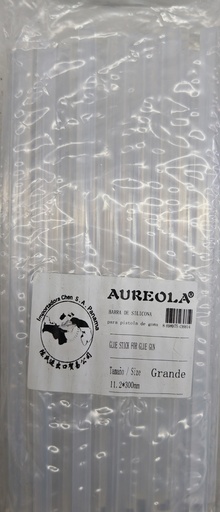 AUREOLA®
BARRA DE SILICONA
para pistola de goma
GLUE STICK FOR GLUE GUN
Tamaño / Size Grande
11.2*300mm
Importadora Chen S.A. Panama